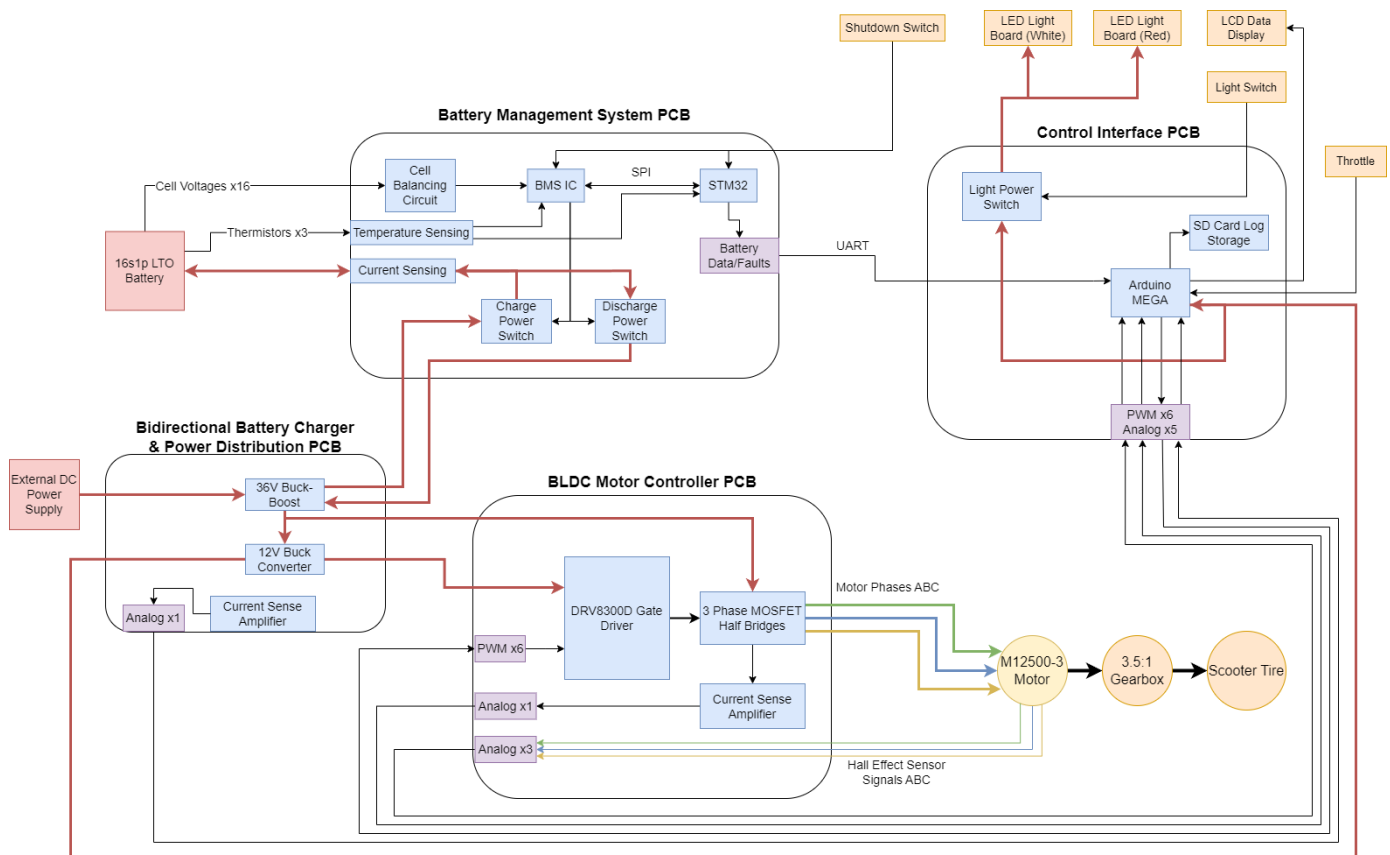 Shutdown Switch
LED Light
Board (White)
LED Light
Board (Red)
LCD Data
Display
Light Switch
Throttle
Battery Management System PCB
Cell Voltages x16
Cell
Balancing
Circuit
BMS IC
SPI
STM32
Thermistors x3
Temperature Sensing
Battery
Data/Faults
16s1p LTO
Battery
Current Sensing
Charge
Power
Switch
Discharge
Power
Switch
UART
Control Interface PCB
Light Power
Switch
SD Card Log
Storage
Arduino
MEGA
PWM x6
Analog x5
Bidirectional Battery Charger
& Power Distribution PCB
External DC
Power
Supply
36V Buck-
Boost
12V Buck
Converter
Current Sense
Amplifier
Analog x1
BLDC Motor Controller PCB
DRV8300D Gate
Driver
3 Phase MOSFET
Half Bridges
PWM x6
Analog x1
Current Sense
Amplifier
Analog x3
Motor Phases ABC
M12500-3
Motor
3.5:1
Gearbox
Scooter Tire
Hall Effect Sensor
Signals ABC